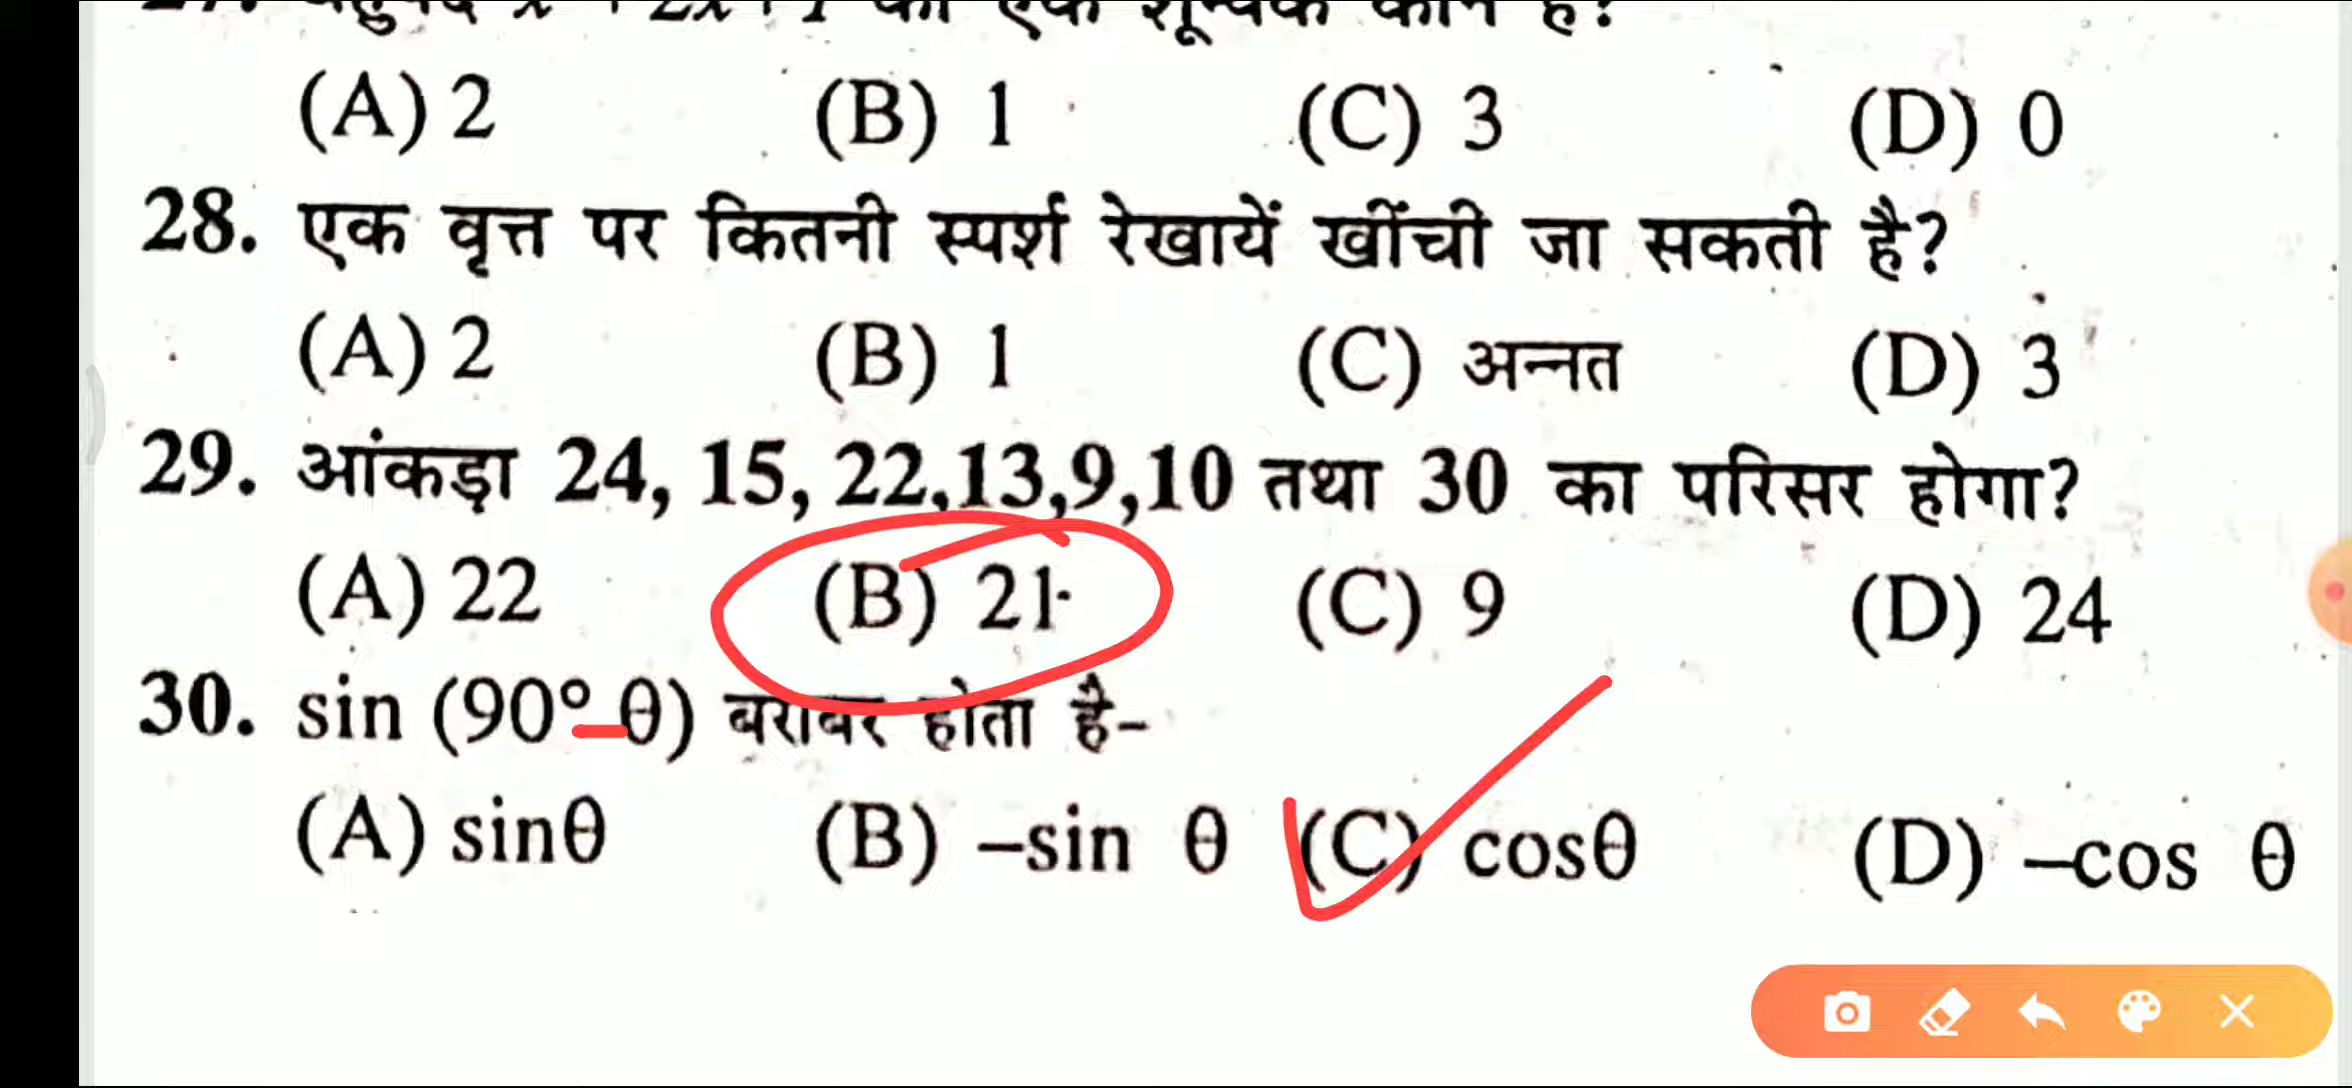 (A) 2 (B) 1 (C) 3 (D) 0
28. एक वृत्त पर कितनी स्पर्श रेखायें खींची जा सकती है?
(A) 2 (B) 1 (C) अन्नत (D) 3
29. आंकड़ा 24, 15, 22,13,9,10 तथा 30 का परिसर होगा?
(A) 22 (B) 21 (C) 9 (D) 24
30. sin (90° – θ) बराबर होता है–
(A) sinθ (B) –sin θ (C) cosθ (D) –cos θ